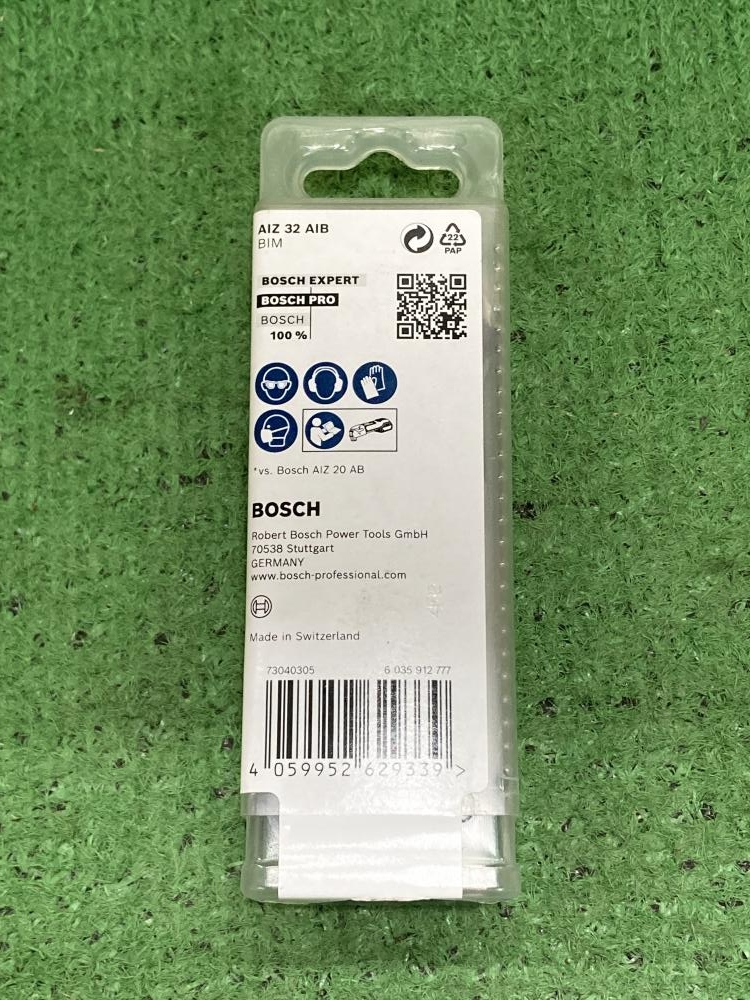 AIZ 32 AIB
BIM
22
PAP
BOSCH EXPERT
BOSCH PRO
BOSCH
100 %
*vs. Bosch AIZ 20 AB
BOSCH
Robert Bosch Power Tools GmbH
70538 Stuttgart
GERMANY
www.bosch-professional.com
Made in Switzerland
73040305 6 035 912 777
4 059952 629339 >